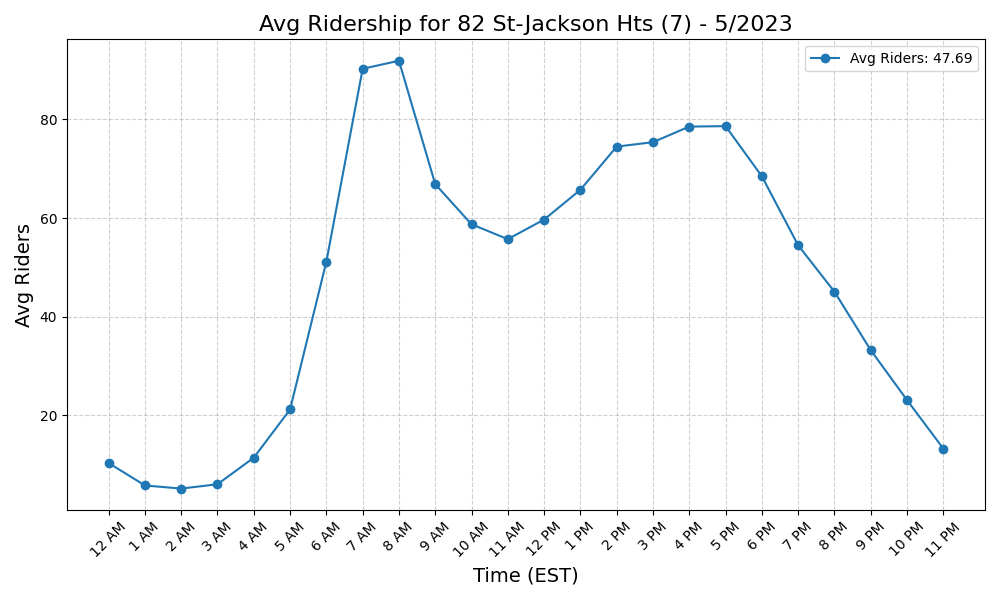 Avg Ridership for 82 St-Jackson Hts (7) - 5/2023
Avg Riders: 47.69
Avg Riders
80
60
40
20
12 AM
1 AM
2 AM
3 AM
4 AM
5 AM
6 AM
7 AM
8 AM
9 AM
10 AM
11 AM
12 PM
1 PM
2 PM
3 PM
4 PM
5 PM
6 PM
7 PM
8 PM
9 PM
10 PM
11 PM
Time (EST)